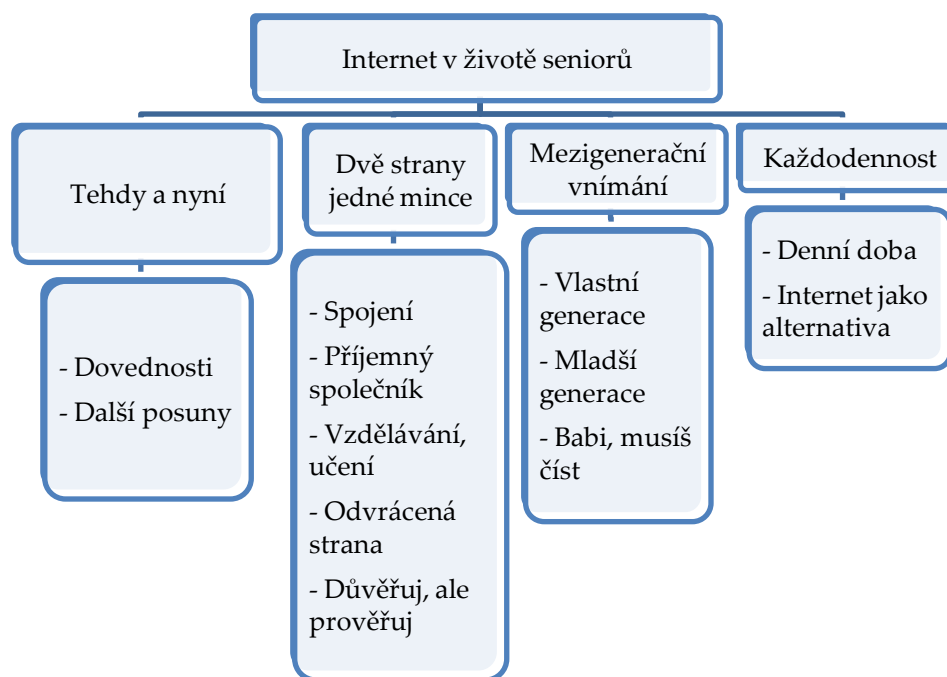 Internet v životě seniorů
Tehdy a nyní
- Dovednosti
- Další posuny
Dvě strany
jedné mince
- Spojení
- Příjemný
společník
- Vzdělávání,
učení
- Odvrácená
strana
- Důvěřuj, ale
prověřuj
Mezigenerační
vnímání
- Vlastní
generace
- Mladší
generace
- Babi, musíš
číst
Každodennost
- Denní doba
- Internet jako
alternativa